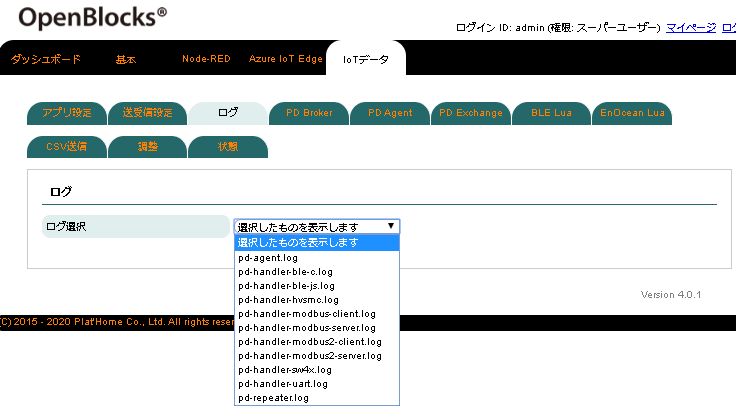 OpenBlocks®
ログイン ID: admin (権限: スーパーユーザー) マイページ
ダッシュボード 基本 Node-RED Azure IoT Edge IoTデータ
アプリ設定 送受信設定 ログ PD Broker PD Agent PD Exchange BLE Lua EnOcean Lua
CSV送信 調整 状態
ログ
ログ選択 選択したものを表示します
選択したものを表示します
pd-agent.log
pd-handler-ble-c.log
pd-handler-ble-js.log
pd-handler-hvsmc.log
pd-handler-modbus-client.log
pd-handler-modbus-server.log
pd-handler-modbus2-client.log
pd-handler-modbus2-server.log
pd-handler-sw4x.log
pd-handler-uart.log
pd-repeater.log
Version 4.0.1
(C) 2015 - 2020 Plat'Home Co., Ltd. All rights reser